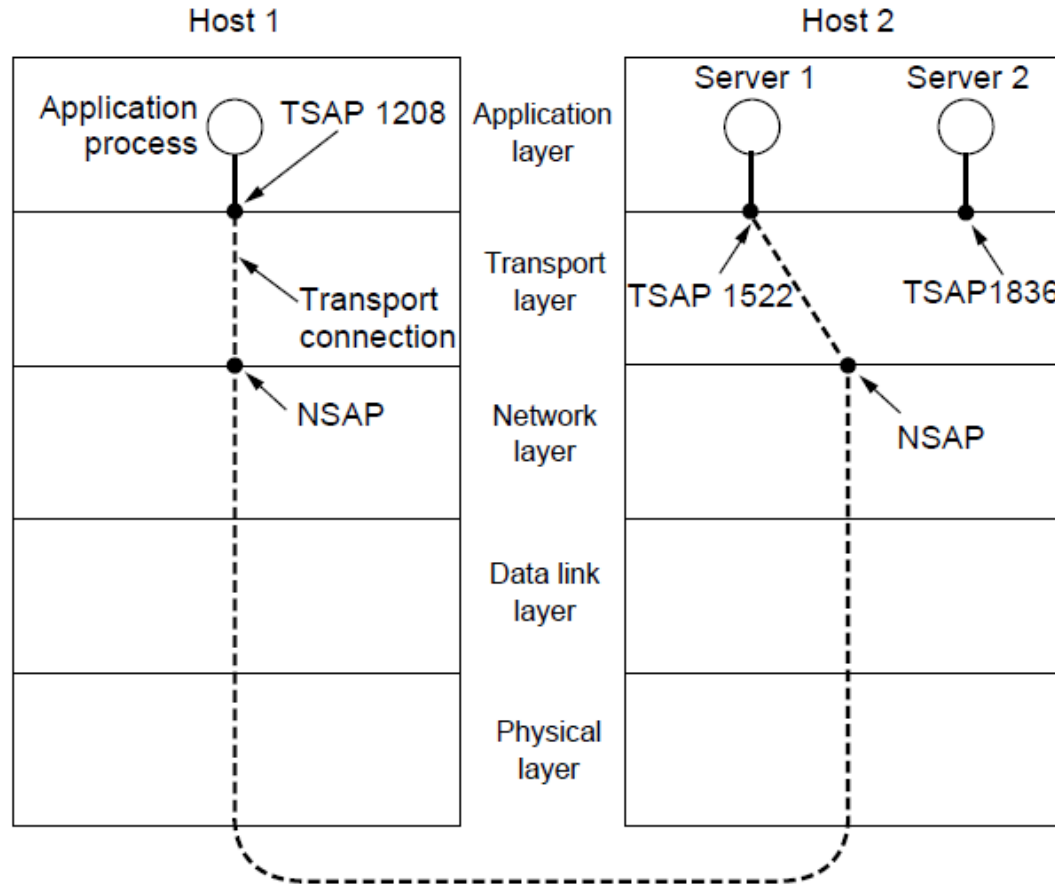 Host 1
Host 2
Application
process
TSAP 1208
Application
layer
Server 1
Server 2
Transport
connection
Transport
layer
TSAP 1522
TSAP1836
NSAP
Network
layer
NSAP
Data link
layer
Physical
layer